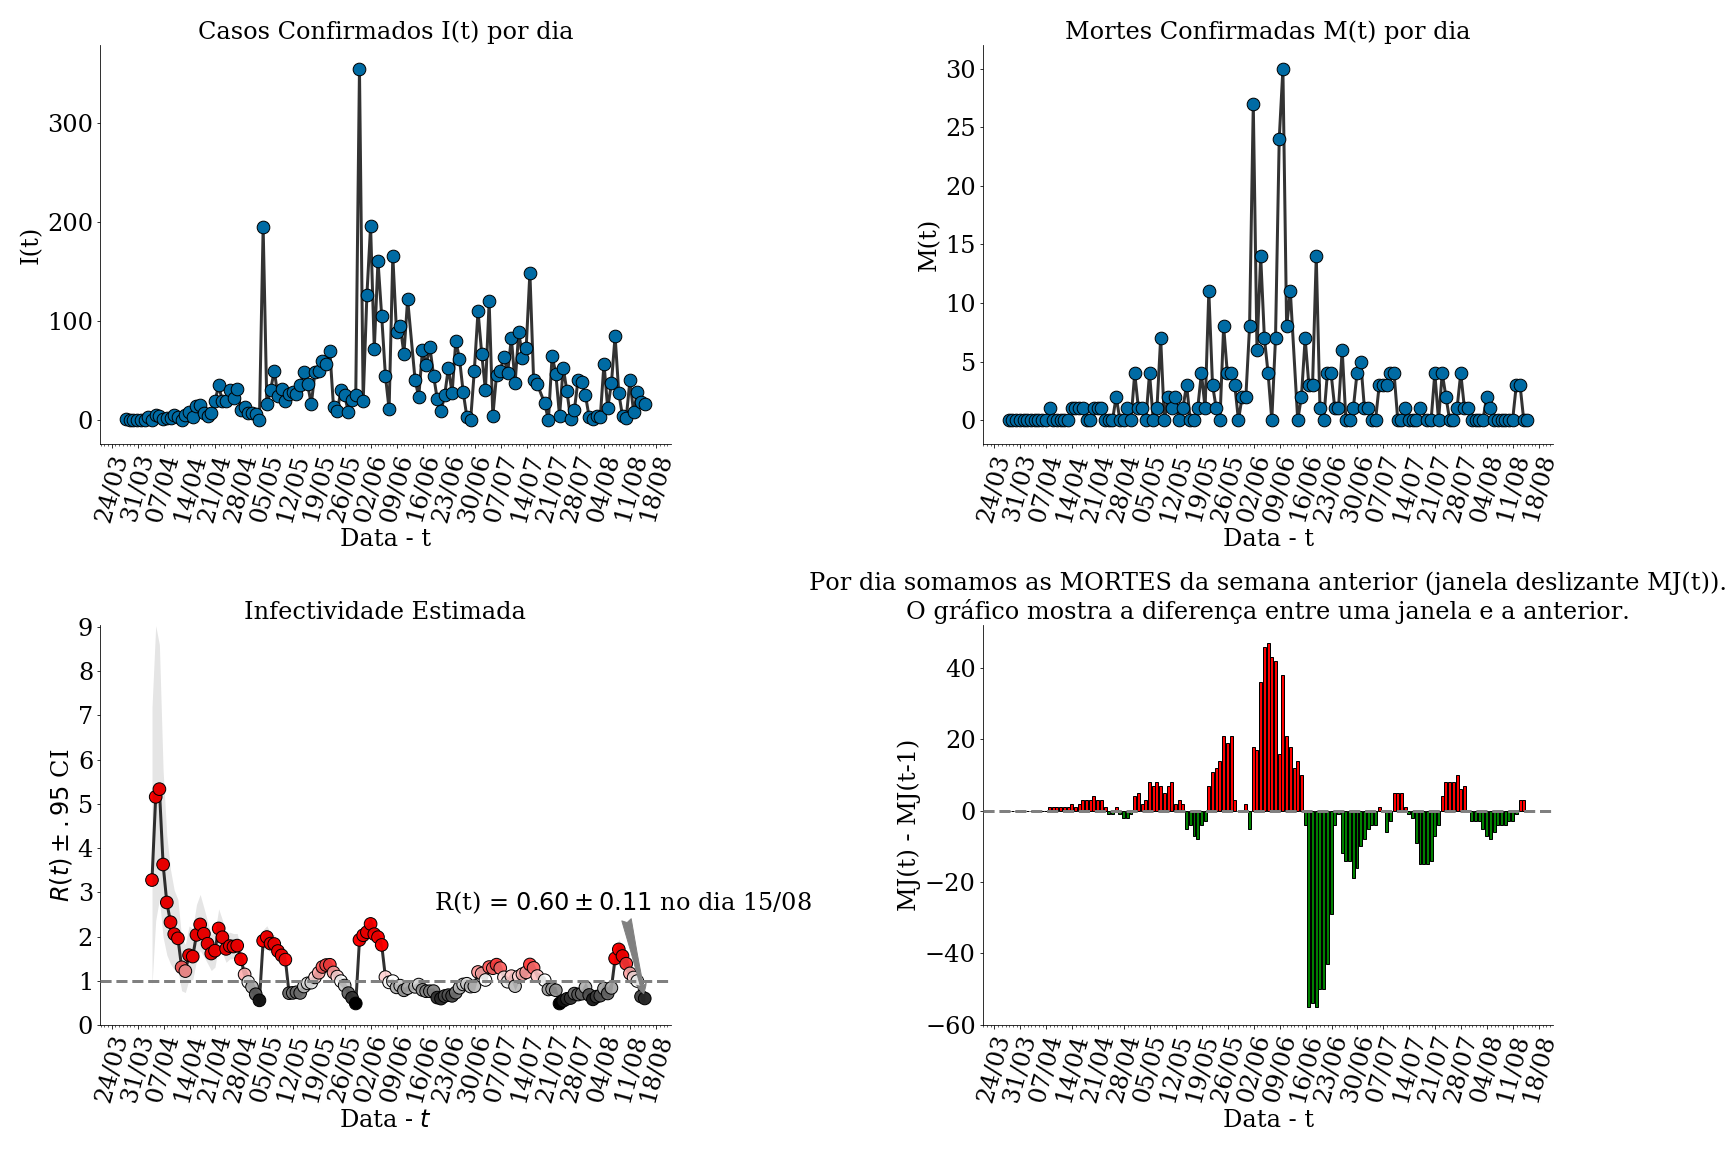 Casos Confirmados I(t) por dia
300
200
100
0
I(t)
24/03 31/03 07/04 14/04 21/04 28/04 05/05 12/05 19/05 26/05 02/06 09/06 16/06 23/06 30/06 07/07 14/07 21/07 28/07 04/08 11/08 18/08
Data - t
Mortes Confirmadas M(t) por dia
30
25
20
15
10
5
0
M(t)
24/03 31/03 07/04 14/04 21/04 28/04 05/05 12/05 19/05 26/05 02/06 09/06 16/06 23/06 30/06 07/07 14/07 21/07 28/07 04/08 11/08 18/08
Data - t
Infectividade Estimada
9
8
7
6
5
4
3
2
1
0
R(t) ± .95 CI
R(t) = 0.60 ± 0.11 no dia 15/08
24/03 31/03 07/04 14/04 21/04 28/04 05/05 12/05 19/05 26/05 02/06 09/06 16/06 23/06 30/06 07/07 14/07 21/07 28/07 04/08 11/08 18/08
Data - t
Por dia somamos as MORTES da semana anterior (janela deslizante MJ(t)).
O gráfico mostra a diferença entre uma janela e a anterior.
40
20
0
−20
−40
−60
MJ(t) - MJ(t-1)
24/03 31/03 07/04 14/04 21/04 28/04 05/05 12/05 19/05 26/05 02/06 09/06 16/06 23/06 30/06 07/07 14/07 21/07 28/07 04/08 11/08 18/08
Data - t